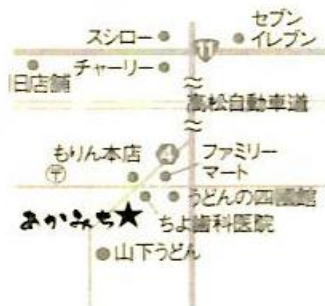 セブン
イレブン
スシロー
11
チャーリー
旧店舗
高松自動車道
もりん本店
4
ファミリー
マート
〒
うどんの四國館
あかみち★
ちよ歯科医院
山下うどん